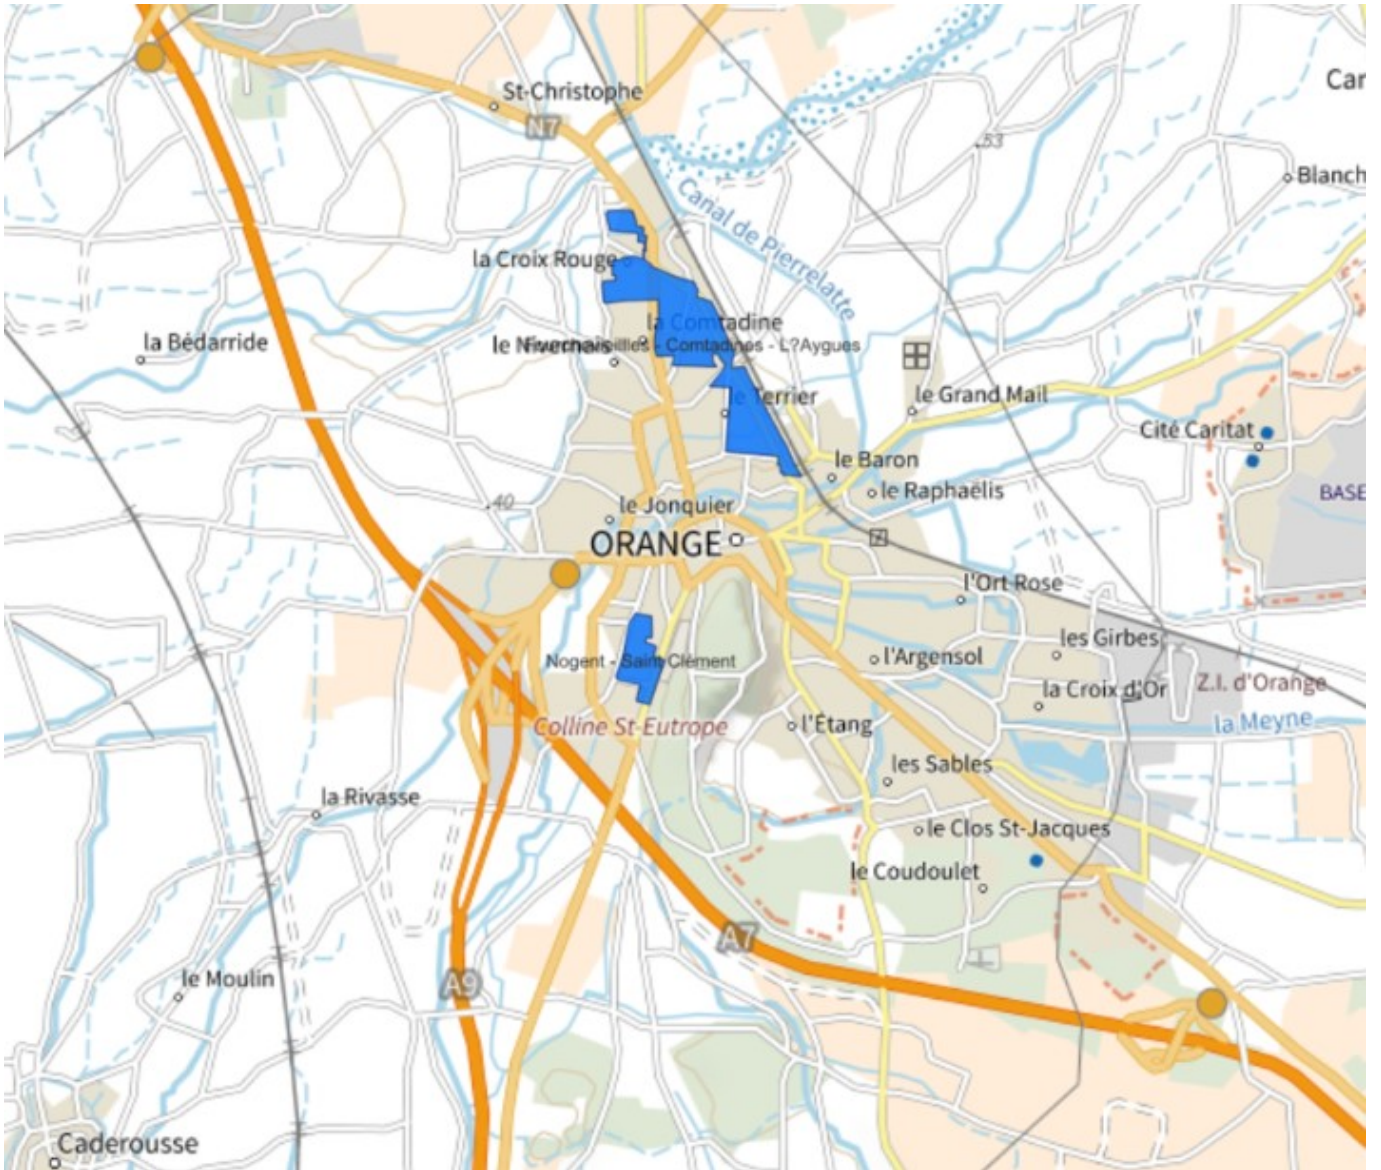 Car
St-Christophe
N7
53
Blanch
Canal de Pierrelatte
la Croix Rouge
la Comtadine
la Bédarride
le Nivernais
Fourchesvieilles - Comtadines - L?Aygues
le Terrier
le Grand Mail
Cité Caritat
le Baron
le Raphaëlis
BASE
40
le Jonquier
ORANGE
l'Ort Rose
les Girbes
l'Argensol
Nogent - Saint Clément
la Croix d'Or
Z.I. d'Orange
la Meyne
Colline St-Eutrope
l'Étang
les Sables
la Rivasse
le Clos St-Jacques
le Coudoulet
A7
A9
le Moulin
Caderousse